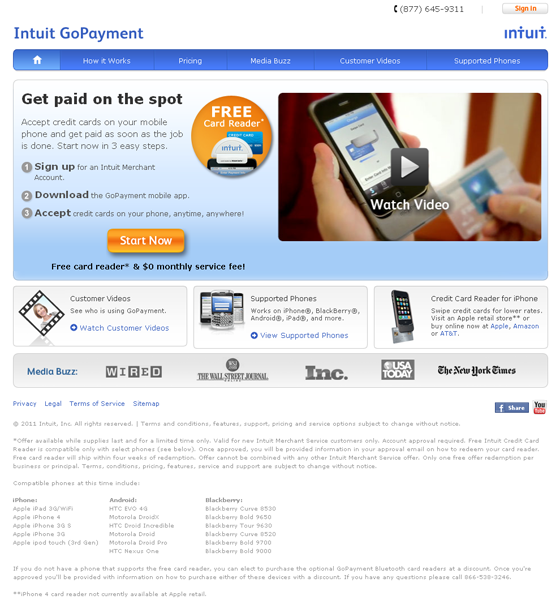 (877) 645-9311
Sign In
Intuit GoPayment
intuit.
How it Works
Pricing
Media Buzz
Customer Videos
Supported Phones
Get paid on the spot
Accept credit cards on your mobile
phone and get paid as soon as the job
is done. Start now in 3 easy steps.
1 Sign up for an Intuit Merchant
Account.
2 Download the GoPayment mobile app.
3 Accept credit cards on your phone, anytime, anywhere!
FREE
Card Reader*
intuit.
Start Now
Free card reader* & $0 monthly service fee!
Watch Video
Customer Videos
See who is using GoPayment.
Watch Customer Videos
Supported Phones
Works on iPhone®, BlackBerry®,
Android®, iPad®, and more.
View Supported Phones
Credit Card Reader for iPhone
Swipe credit cards for lower rates.
Visit an Apple retail store** or
buy online now at Apple, Amazon
or AT&T.
Media Buzz:
WIRED
WSJ
THE WALL STREET JOURNAL
Inc.
USA
TODAY
The New York Times
Privacy Legal Terms of Service Sitemap
f Share
You
Tube
© 2011 Intuit, Inc. All rights reserved. | Terms and conditions, features, support, pricing and service options subject to change without notice.
*Offer available while supplies last and for a limited time only. Valid for new Intuit Merchant Service customers only. Account approval required. Free Intuit Credit Card
Reader is compatible only with select phones (see below). Once approved, you will be provided information in your approval email on how to redeem your card reader.
Free card reader will ship within four weeks of redemption. Offer cannot be combined with any other Intuit Merchant Service offer. Only one free offer redemption per
business or principal. Terms, conditions, pricing, features, service and support are subject to change without notice.
Compatible phones at this time include:
iPhone:
Apple iPad 3G/WiFi
Apple iPhone 4
Apple iPhone 3G S
Apple iPhone 3G
Apple ipod touch (3rd Gen)
Android:
HTC EVO 4G
Motorola DroidX
HTC Droid Incredible
Motorola Droid
Motorola Droid Pro
HTC Nexus One
Blackberry:
Blackberry Curve 8530
Blackberry Bold 9650
Blackberry Tour 9630
Blackberry Curve 8520
Blackberry Bold 9700
Blackberry Bold 9000
If you do not have a phone that supports the free card reader, you can elect to purchase the optional GoPayment Bluetooth card readers at a discount. Once you're
approved you'll be provided with information on how to purchase either of these devices with a discount. If you have any questions please call 866-538-3246.
**iPhone 4 card reader not currently available at Apple retail.